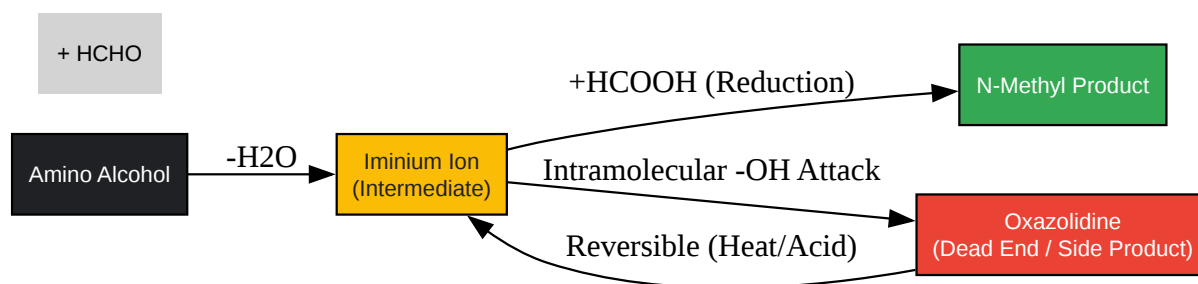 + HCHO
Amino Alcohol
-H2O
Iminium Ion
(Intermediate)
+HCOOH (Reduction)
N-Methyl Product
Intramolecular -OH Attack
Oxazolidine
(Dead End / Side Product)
Reversible (Heat/Acid)